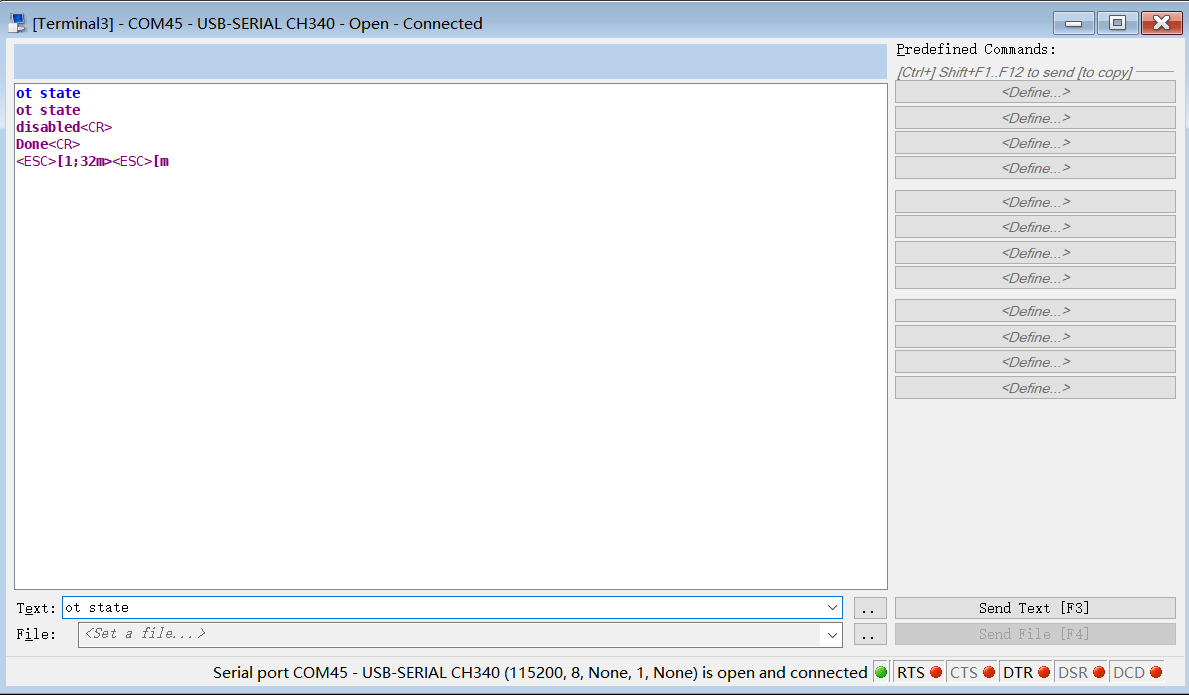 [Terminal3] - COM45 - USB-SERIAL CH340 - Open - Connected
ot state
ot state
disabled<CR>
Done<CR>
<ESC>[1;32m><ESC>[m
Predefined Commands:
[Ctrl+] Shift+F1..F12 to send [to copy]
<Define...>
<Define...>
<Define...>
<Define...>
<Define...>
<Define...>
<Define...>
<Define...>
<Define...>
<Define...>
<Define...>
<Define...>
Text: ot state .. Send Text [F3]
File: <Set a file...> .. Send File [F4]
Serial port COM45 - USB-SERIAL CH340 (115200, 8, None, 1, None) is open and connected RTS CTS DTR DSR DCD